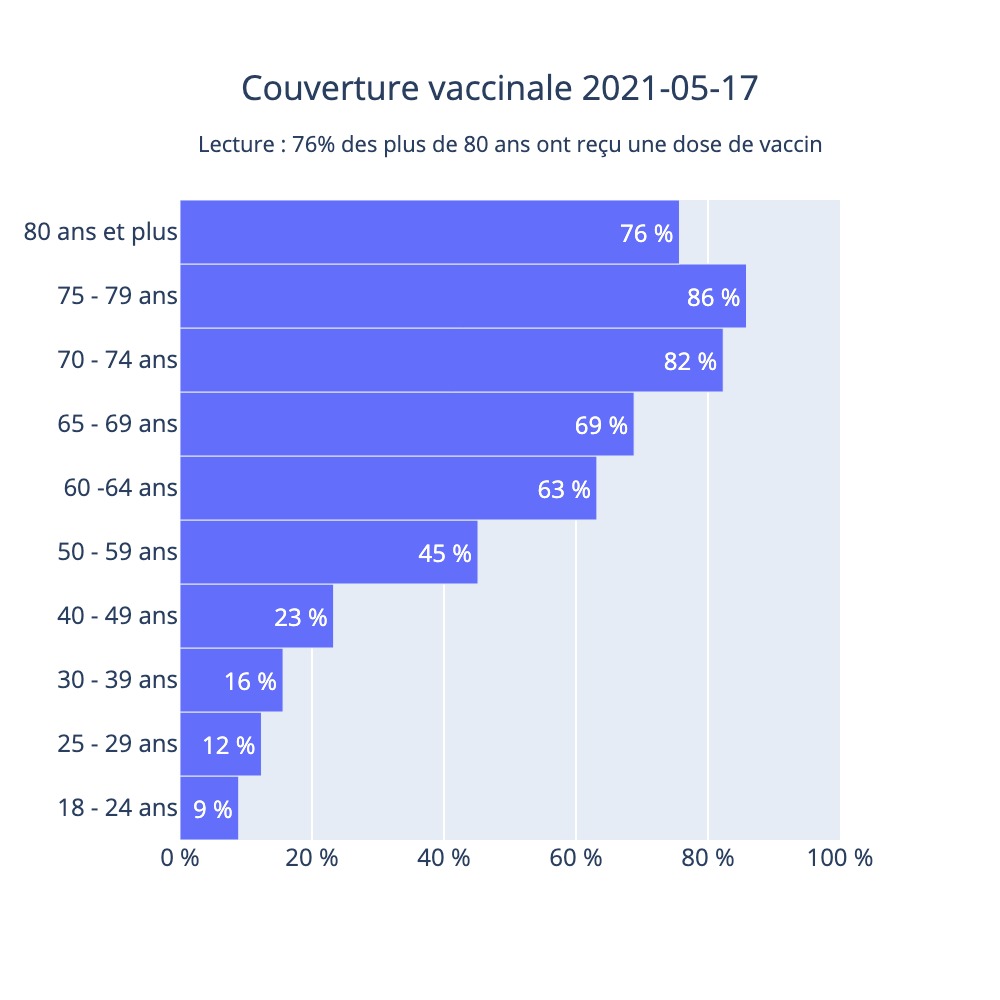 Couverture vaccinale 2021-05-17
Lecture : 76% des plus de 80 ans ont reçu une dose de vaccin
80 ans et plus 76 %
75 - 79 ans 86 %
70 - 74 ans 82 %
65 - 69 ans 69 %
60 -64 ans 63 %
50 - 59 ans 45 %
40 - 49 ans 23 %
30 - 39 ans 16 %
25 - 29 ans 12 %
18 - 24 ans 9 %
0 % 20 % 40 % 60 % 80 % 100 %